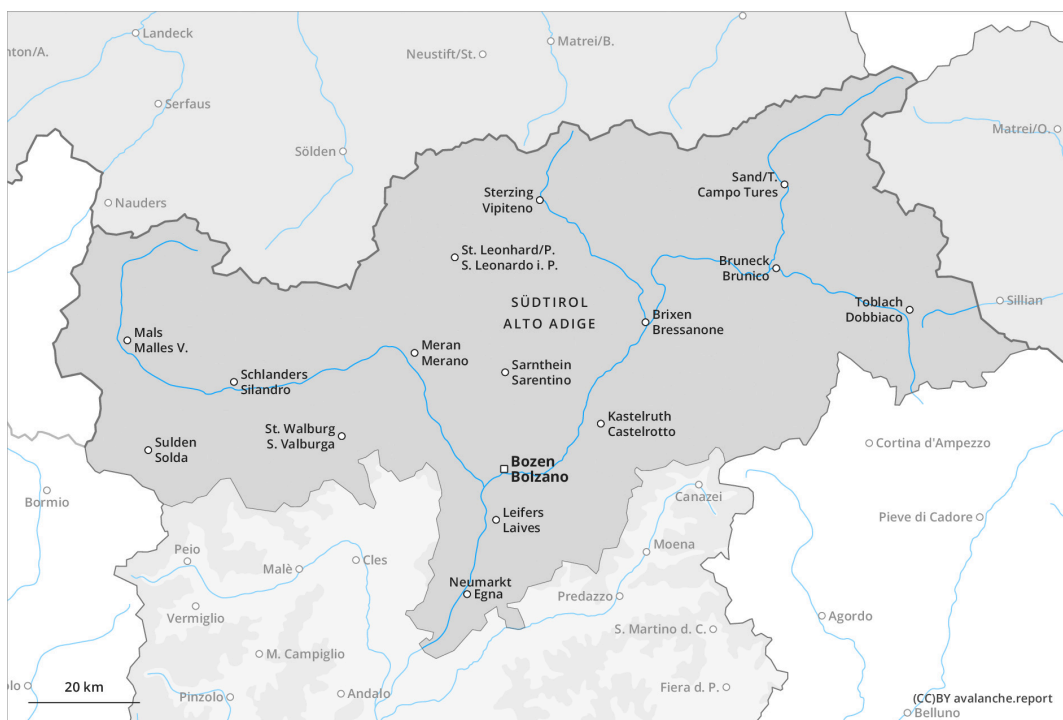 Landeck
nton/A.
Neustift/St.
Matrei/B.
Serfaus
Matrei/O.
Sölden
Nauders
Sand/T.
Campo Tures
Sterzing
Vipiteno
St. Leonhard/P.
S. Leonardo i. P.
Bruneck
Brunico
SÜDTIROL
ALTO ADIGE
Toblach
Dobbiaco
Sillian
Brixen
Bressanone
Mals
Malles V.
Meran
Merano
Sarnthein
Sarentino
Schlanders
Silandro
Kastelruth
Castelrotto
St. Walburg
S. Valburga
Sulden
Solda
Cortina d'Ampezzo
Bozen
Bolzano
Bormio
Canazei
Leifers
Laives
Pieve di Cadore
Peio
Malè
Cles
Moena
Neumarkt
Egna
Predazzo
Vermiglio
Agordo
S. Martino d. C.
M. Campiglio
olo
20 km
Pinzolo
Andalo
Fiera d. P.
(CC)BY avalanche.report
Belluno